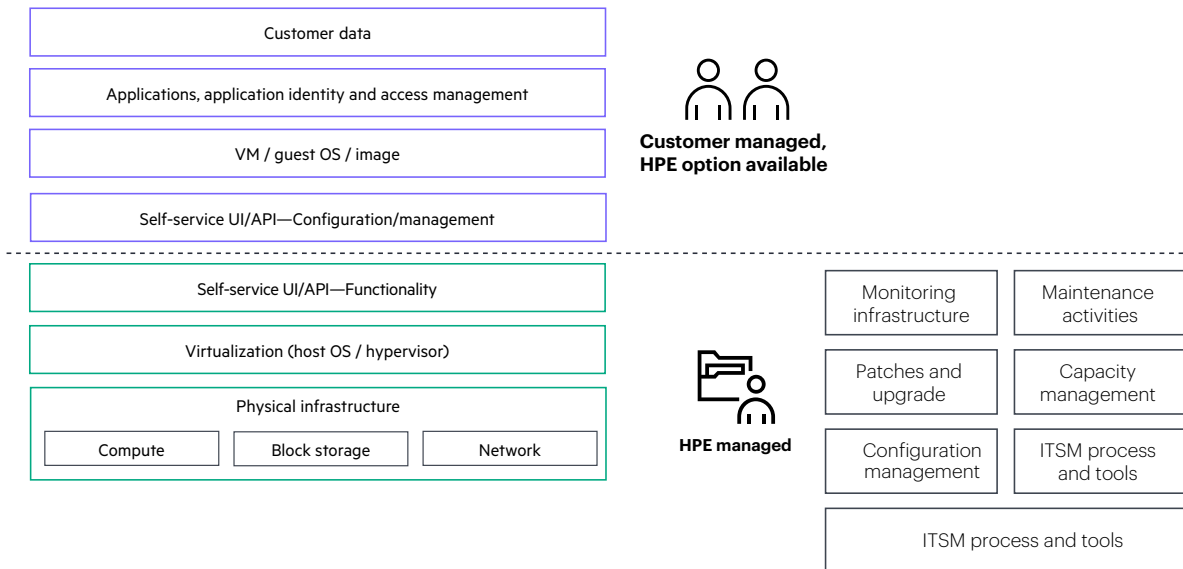 Customer data
Applications, application identity and access management
VM / guest OS / image
Self-service UI/API—Configuration/management
Customer managed,
HPE option available
Self-service UI/API—Functionality
Virtualization (host OS / hypervisor)
Physical infrastructure
Compute
Block storage
Network
HPE managed
Monitoring
infrastructure
Maintenance
activities
Patches and
upgrade
Capacity
management
Configuration
management
ITSM process
and tools
ITSM process and tools